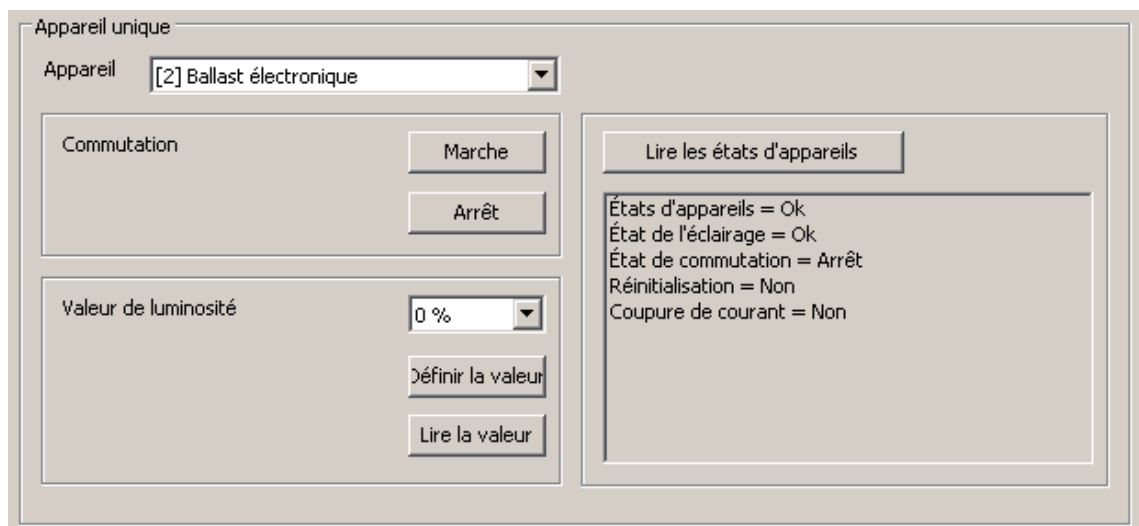 Appareil unique
Appareil [2] Ballast électronique
Commutation
Marche
Arrêt
Valeur de luminosité
0 %
Définir la valeur
Lire la valeur
Lire les états d'appareils
États d'appareils = Ok
État de l'éclairage = Ok
État de commutation = Arrêt
Réinitialisation = Non
Coupure de courant = Non